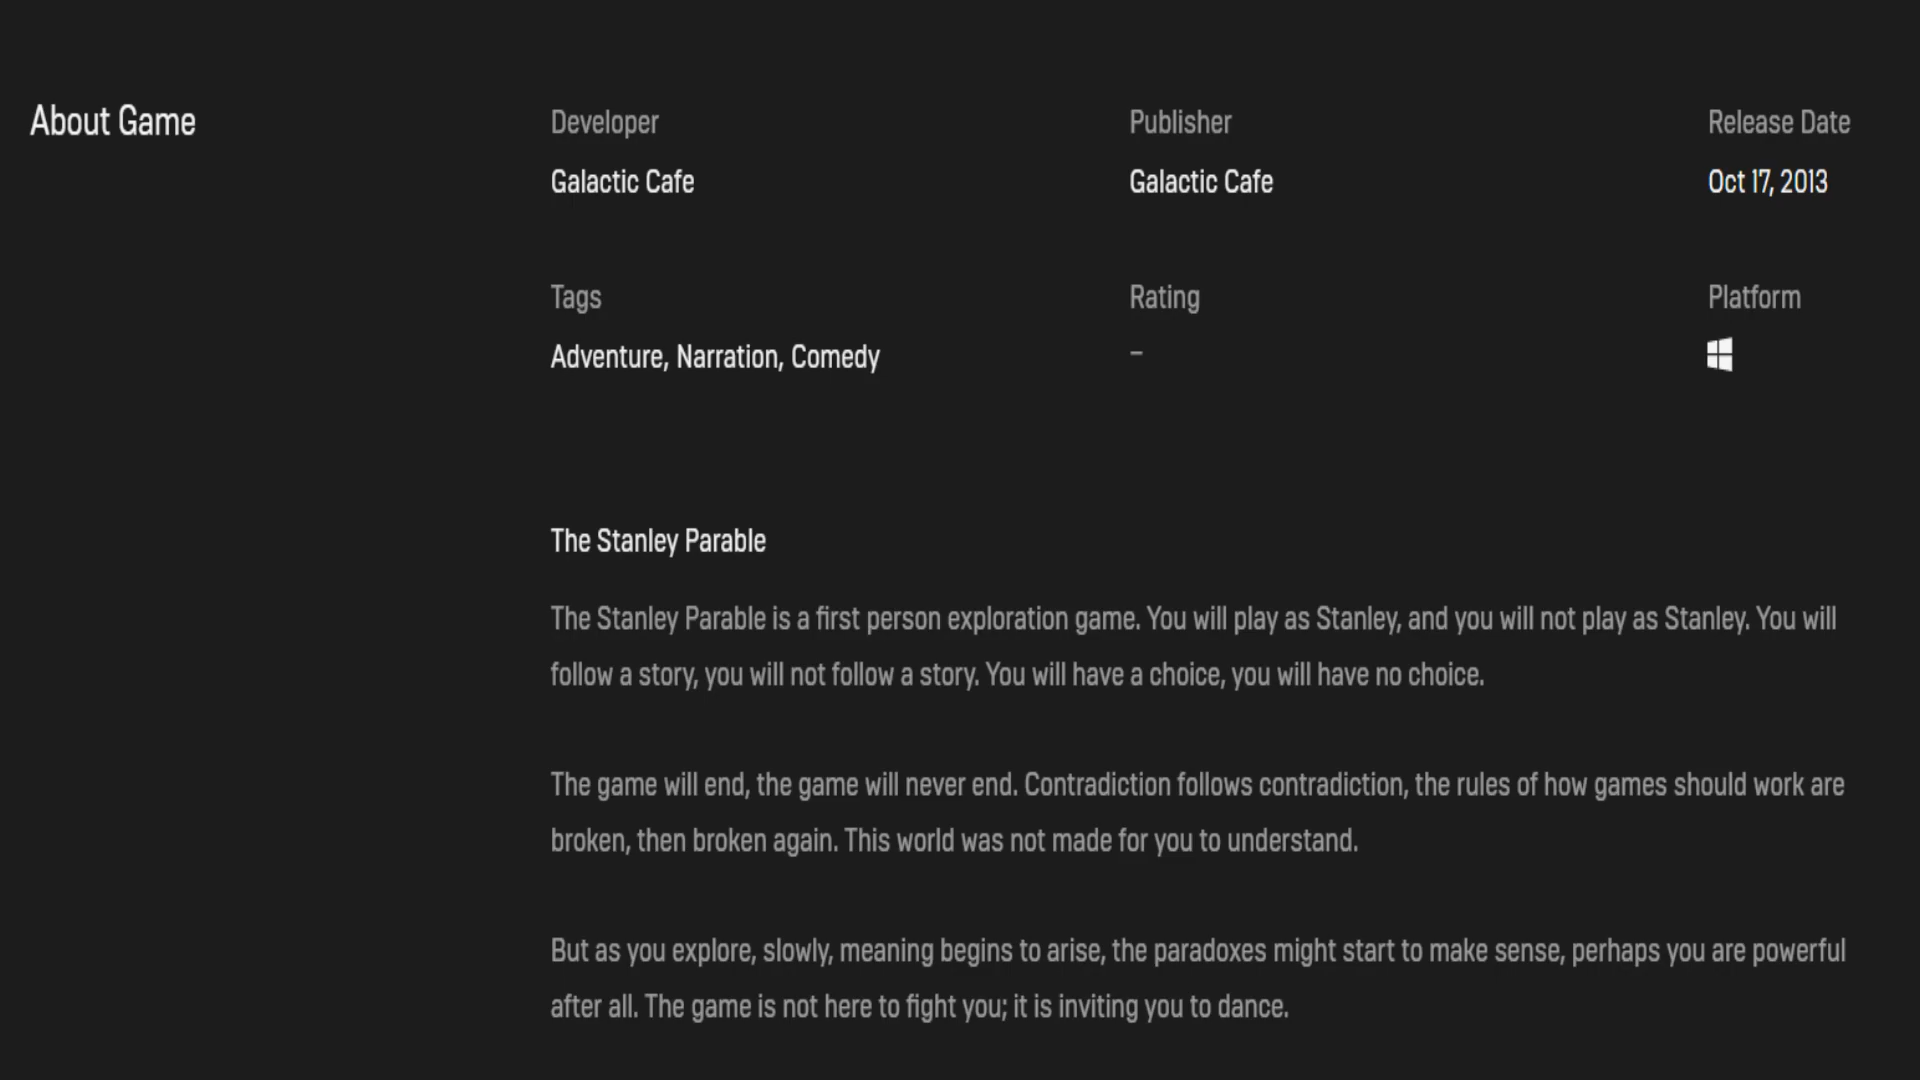 About Game
Developer
Galactic Cafe
Publisher
Galactic Cafe
Release Date
Oct 17, 2013
Tags
Adventure, Narration, Comedy
Rating
–
Platform
The Stanley Parable
The Stanley Parable is a first person exploration game. You will play as Stanley, and you will not play as Stanley. You will
follow a story, you will not follow a story. You will have a choice, you will have no choice.
The game will end, the game will never end. Contradiction follows contradiction, the rules of how games should work are
broken, then broken again. This world was not made for you to understand.
But as you explore, slowly, meaning begins to arise, the paradoxes might start to make sense, perhaps you are powerful
after all. The game is not here to fight you; it is inviting you to dance.